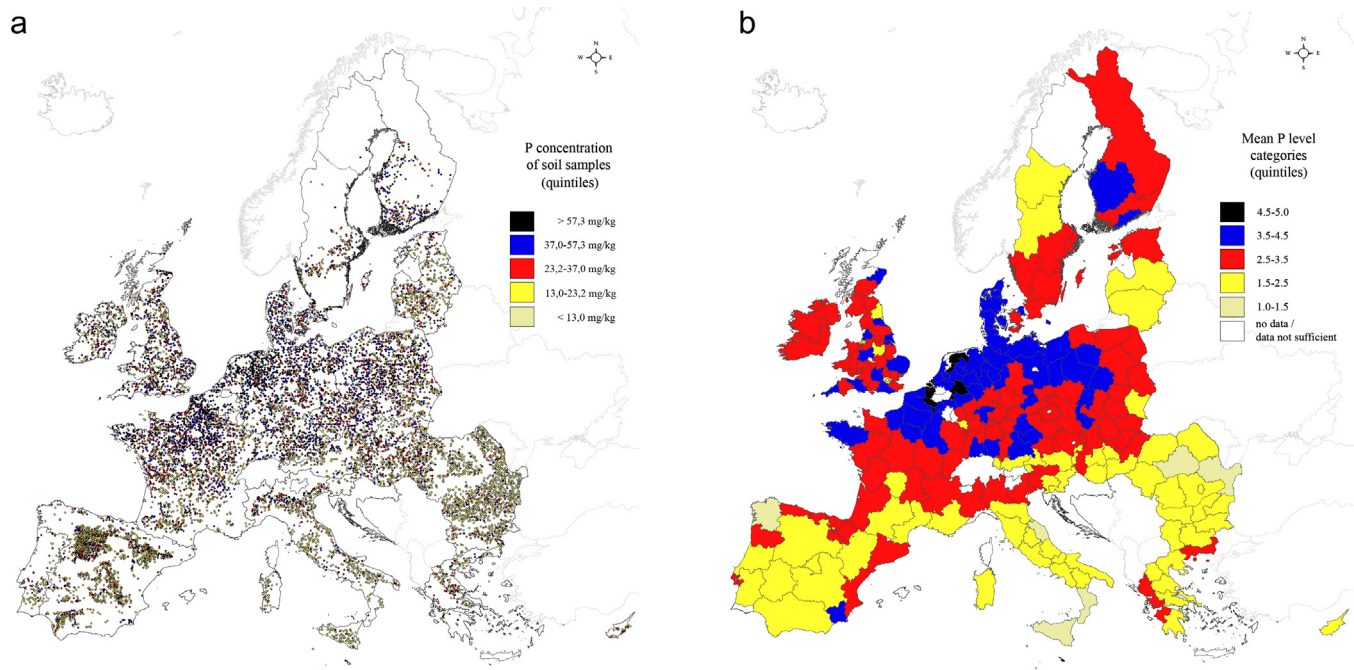 a
N
W E
S
P concentration
of soil samples
(quintiles)
> 57,3 mg/kg
37,0-57,3 mg/kg
23,2-37,0 mg/kg
13,0-23,2 mg/kg
< 13,0 mg/kg
b
N
W E
S
Mean P level
categories
(quintiles)
4.5-5.0
3.5-4.5
2.5-3.5
1.5-2.5
1.0-1.5
no data /
data not sufficient